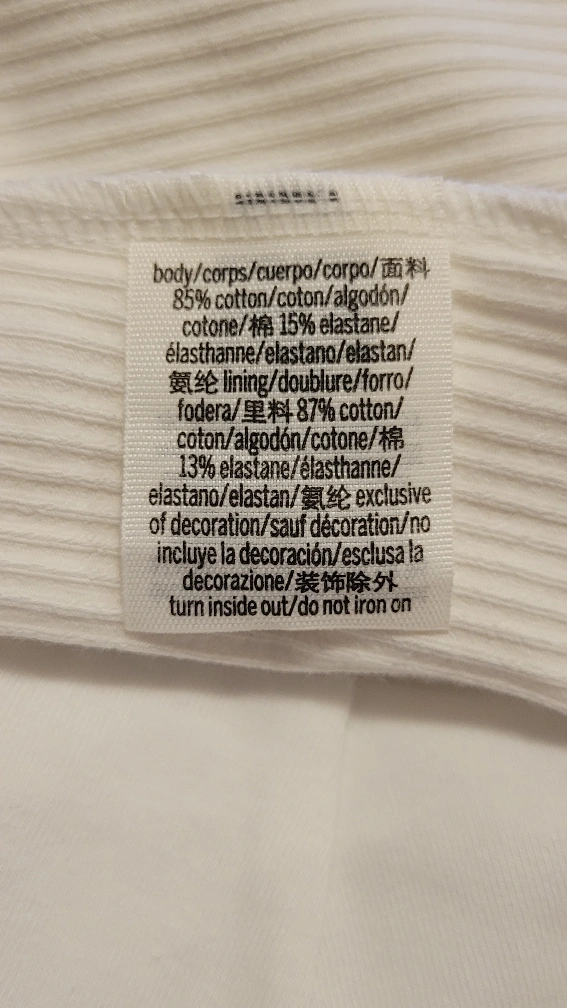 body/corps/cuerpo/corpo/面料
85% cotton/coton/algodón/
cotone/棉 15% elastane/
élasthanne/elastano/elastan/
氨纶 lining/doublure/forro/
fodera/里料 87% cotton/
coton/algodón/cotone/棉
13% elastane/élasthanne/
elastano/elastan/氨纶 exclusive
of decoration/sauf décoration/no
incluye la decoración/esclusa la
decorazione/装饰除外
turn inside out/do not iron on